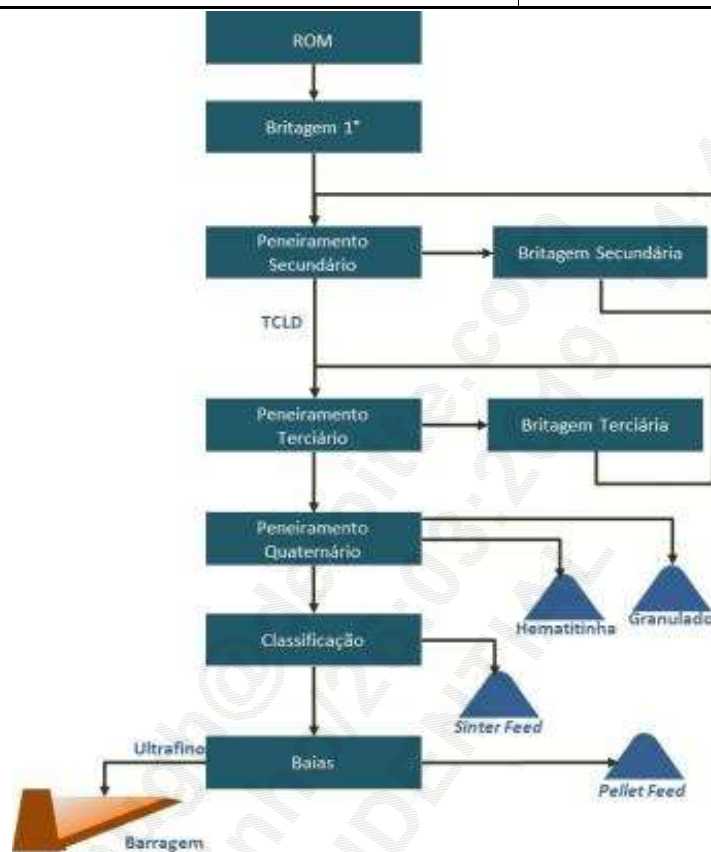 ROM
Britagem 1ª
Peneiramento
Secundário
Britagem Secundária
TCLD
Peneiramento
Terciário
Britagem Terciária
Peneiramento
Quaternário
Hematitinha
Granulado
Classificação
Sinter Feed
Ultrafino
Baias
Pellet Feed
Barragem